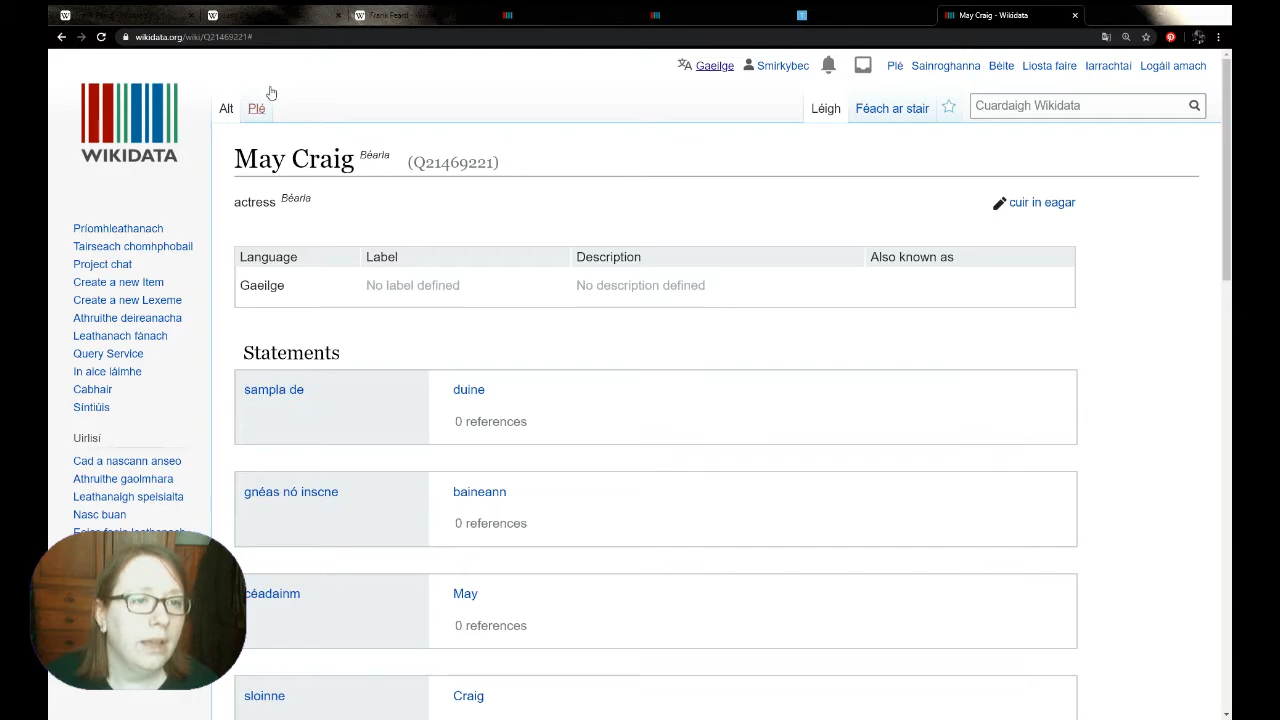 Frank Feard
May Craig - Wikidata
wikidata.org/wiki/Q21469221#
Gaeilge
Smirkybec
Plé
Sainroghanna
Béite
Liosta faire
Iarrachtaí
Logáil amach
Alt
Plé
Léigh
Féach ar stair
Cuardaigh Wikidata
WIKIDATA
May Craig Béarla (Q21469221)
actress Béarla
cuir in eagar
Language Label Description Also known as
Gaeilge No label defined No description defined
Statements
sampla de
duine
0 references
gnéas nó inscne
baineann
0 references
céadainm
May
0 references
sloinne
Craig
Príomhleathanach
Tairseach chomhphobail
Project chat
Create a new Item
Create a new Lexeme
Athruithe deireanacha
Leathanach fánach
Query Service
In aice láimhe
Cabhair
Síntiúis
Uirlisí
Cad a nascann anseo
Athruithe gaolmhara
Leathanaigh speisialta
Nasc buan